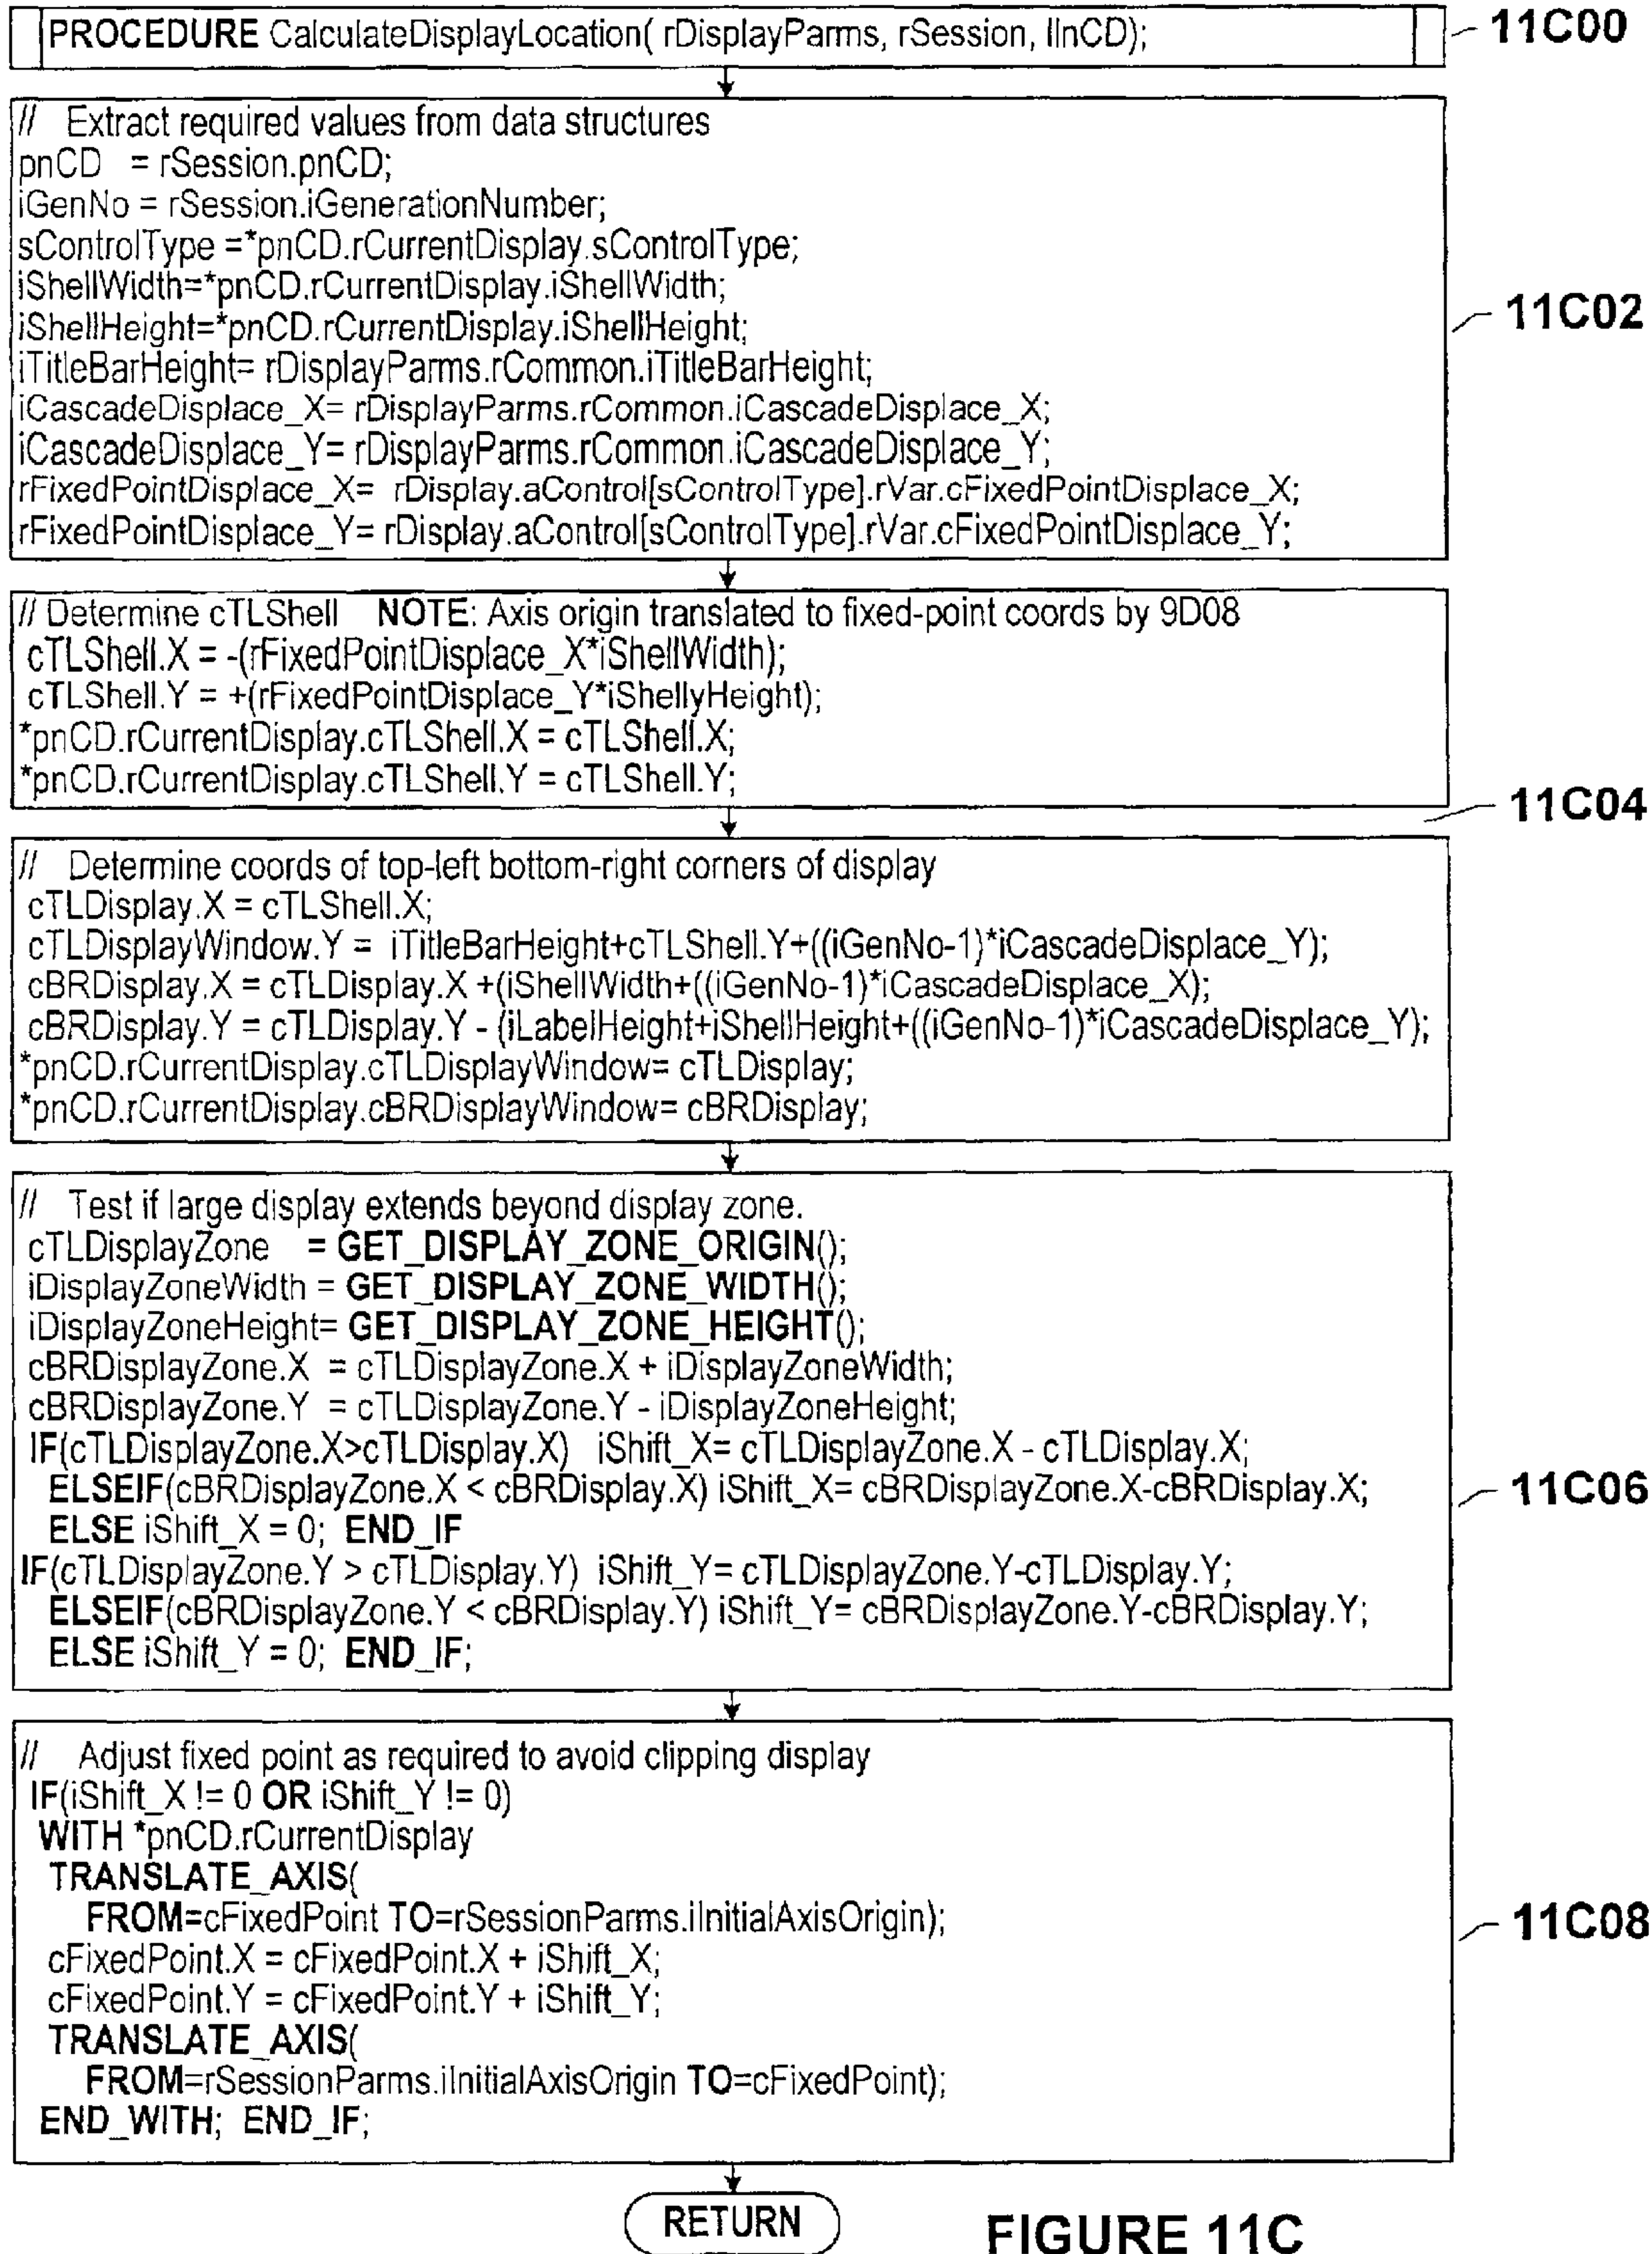 PROCEDURE CalculateDisplayLocation( rDisplayParms, rSession, lInCD);
11C00
// Extract required values from data structures
pnCD = rSession.pnCD;
iGenNo = rSession.iGenerationNumber;
sControlType =*pnCD.rCurrentDisplay.sControlType;
iShellWidth=*pnCD.rCurrentDisplay.iShellWidth;
iShellHeight=*pnCD.rCurrentDisplay.iShellHeight;
iTitleBarHeight= rDisplayParms.rCommon.iTitleBarHeight;
iCascadeDisplace_X= rDisplayParms.rCommon.iCascadeDisplace_X;
iCascadeDisplace_Y= rDisplayParms.rCommon.iCascadeDisplace_Y;
rFixedPointDisplace_X= rDisplay.aControl[sControlType].rVar.cFixedPointDisplace_X;
rFixedPointDisplace_Y= rDisplay.aControl[sControlType].rVar.cFixedPointDisplace_Y;
11C02
// Determine cTLShell NOTE: Axis origin translated to fixed-point coords by 9D08
cTLShell.X = -(rFixedPointDisplace_X*iShellWidth);
cTLShell.Y = +(rFixedPointDisplace_Y*iShellyHeight);
*pnCD.rCurrentDisplay.cTLShell.X = cTLShell.X;
*pnCD.rCurrentDisplay.cTLShell.Y = cTLShell.Y;
11C04
// Determine coords of top-left bottom-right corners of display
cTLDisplay.X = cTLShell.X;
cTLDisplayWindow.Y = iTitleBarHeight+cTLShell.Y+((iGenNo-1)*iCascadeDisplace_Y);
cBRDisplay.X = cTLDisplay.X +(iShellWidth+((iGenNo-1)*iCascadeDisplace_X);
cBRDisplay.Y = cTLDisplay.Y - (iLabelHeight+iShellHeight+((iGenNo-1)*iCascadeDisplace_Y);
*pnCD.rCurrentDisplay.cTLDisplayWindow= cTLDisplay;
*pnCD.rCurrentDisplay.cBRDisplayWindow= cBRDisplay;
// Test if large display extends beyond display zone.
cTLDisplayZone = GET_DISPLAY_ZONE_ORIGIN();
iDisplayZoneWidth = GET_DISPLAY_ZONE_WIDTH();
iDisplayZoneHeight= GET_DISPLAY_ZONE_HEIGHT();
cBRDisplayZone.X = cTLDisplayZone.X + iDisplayZoneWidth;
cBRDisplayZone.Y = cTLDisplayZone.Y - iDisplayZoneHeight;
IF(cTLDisplayZone.X>cTLDisplay.X) iShift_X= cTLDisplayZone.X - cTLDisplay.X;
ELSEIF(cBRDisplayZone.X < cBRDisplay.X) iShift_X= cBRDisplayZone.X-cBRDisplay.X;
ELSE iShift_X = 0; END_IF
IF(cTLDisplayZone.Y > cTLDisplay.Y) iShift_Y= cTLDisplayZone.Y-cTLDisplay.Y;
ELSEIF(cBRDisplayZone.Y < cBRDisplay.Y) iShift_Y= cBRDisplayZone.Y-cBRDisplay.Y;
ELSE iShift_Y = 0; END_IF;
11C06
// Adjust fixed point as required to avoid clipping display
IF(iShift_X != 0 OR iShift_Y != 0)
WITH *pnCD.rCurrentDisplay
TRANSLATE_AXIS(
FROM=cFixedPoint TO=rSessionParms.iInitialAxisOrigin);
cFixedPoint.X = cFixedPoint.X + iShift_X;
cFixedPoint.Y = cFixedPoint.Y + iShift_Y;
TRANSLATE_AXIS(
FROM=rSessionParms.iInitialAxisOrigin TO=cFixedPoint);
END_WITH; END_IF;
11C08
RETURN
FIGURE 11C